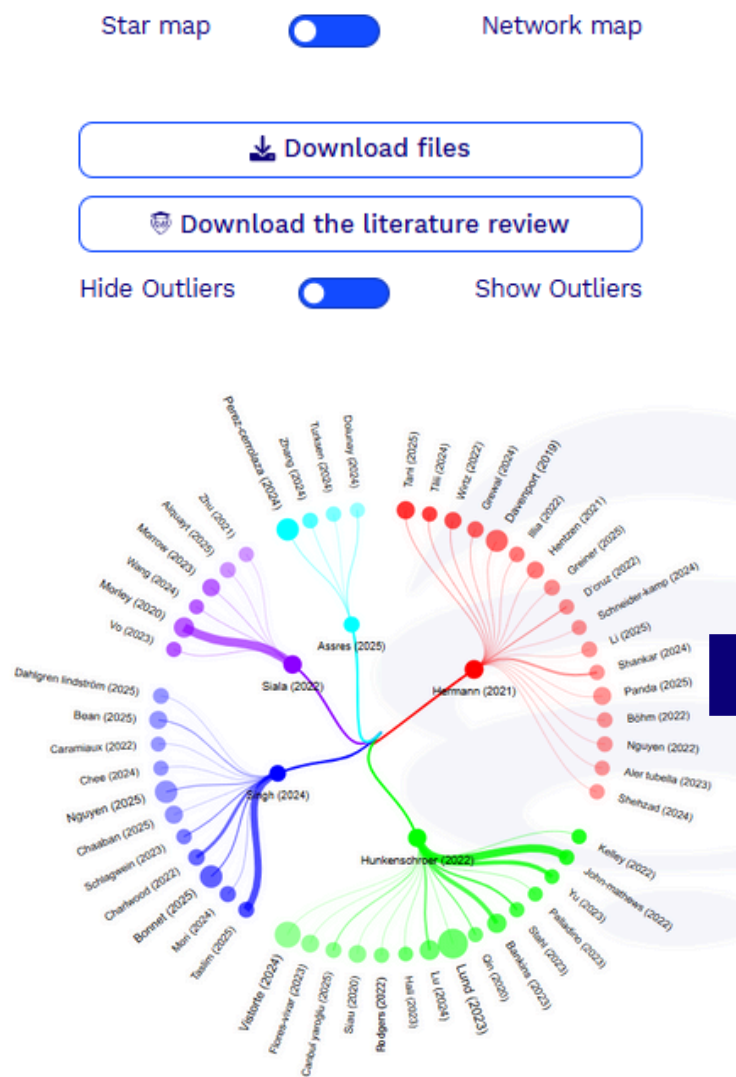 Star map
Network map
Download files
Download the literature review
Hide Outliers
Show Outliers
Perez-cerrolaza (2024)
Zhang (2024)
Turksen (2024)
Dolunay (2024)
Tani (2025)
Tlili (2024)
Wirtz (2022)
Grewal (2024)
Davenport (2019)
Illia (2022)
Hentzen (2021)
Greiner (2025)
D'cruz (2022)
Schneider-kamp (2024)
Li (2025)
Shankar (2024)
Panda (2025)
Böhm (2022)
Nguyen (2022)
Aler tubella (2023)
Shehzad (2024)
Zhu (2021)
Alquayt (2025)
Morrow (2023)
Wang (2024)
Morley (2020)
Vo (2023)
Assres (2025)
Siala (2022)
Hermann (2021)
Singh (2024)
Hunkenschroer (2022)
Dahlgren lindström (2025)
Bean (2025)
Caramiaux (2022)
Chee (2024)
Nguyen (2025)
Chaaban (2025)
Schlagwein (2023)
Charlwood (2022)
Bonnet (2025)
Mori (2024)
Taslim (2025)
Kelley (2022)
John-mathews (2022)
Yu (2023)
Palladino (2023)
Stahl (2023)
Bankins (2023)
Qin (2020)
Lund (2023)
Lu (2024)
Hall (2023)
Rodgers (2022)
Siau (2020)
Canbul yaroğlu (2025)
Flores-vivar (2023)
Vistorte (2024)